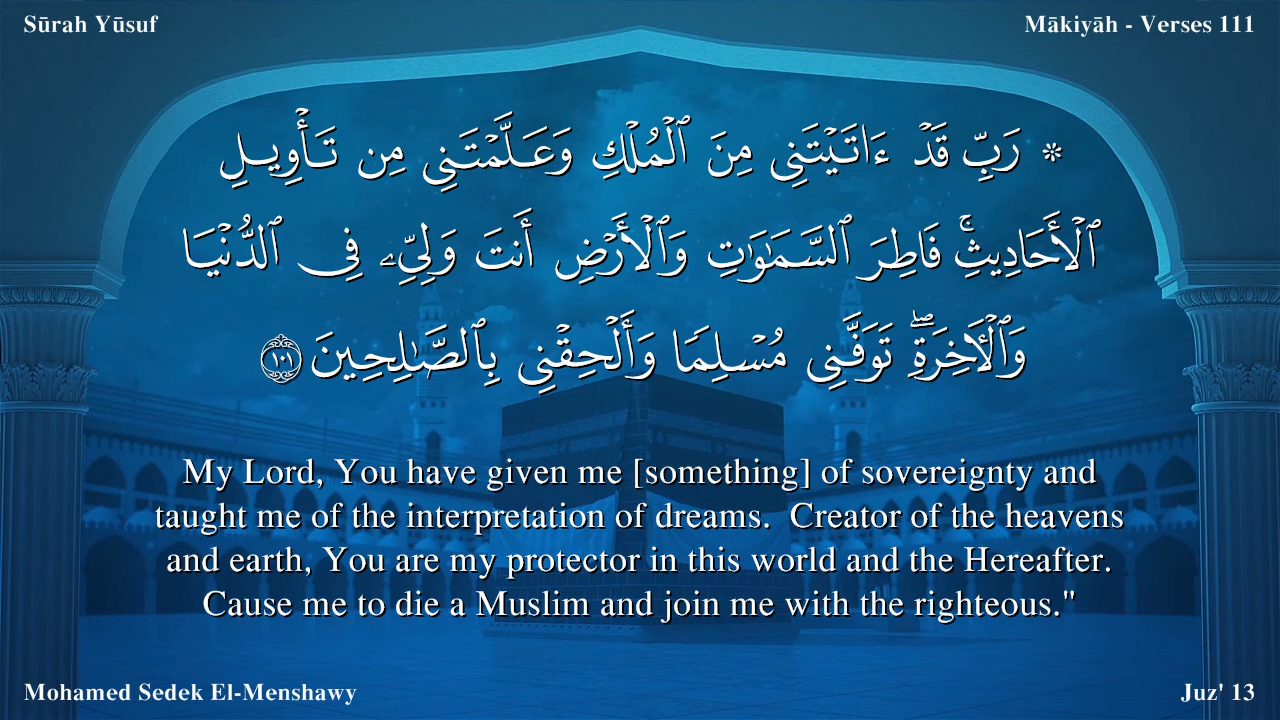 Sūrah Yūsuf
Mākiyāh - Verses 111
۞ رَبِّ قَدْ ءَاتَيْتَنِى مِنَ ٱلْمُلْكِ وَعَلَّمْتَنِى مِن تَأْوِيلِ
ٱلْأَحَادِيثِ ۚ فَاطِرَ ٱلسَّمَـٰوَٰتِ وَٱلْأَرْضِ أَنتَ وَلِىِّۦ فِى ٱلدُّنْيَا
وَٱلْـَٔاخِرَةِ ۖ تَوَفَّنِى مُسْلِمًا وَأَلْحِقْنِى بِٱلصَّـٰلِحِينَ ١٠١
My Lord, You have given me [something] of sovereignty and
taught me of the interpretation of dreams.  Creator of the heavens
and earth, You are my protector in this world and the Hereafter.
Cause me to die a Muslim and join me with the righteous."
Mohamed Sedek El-Menshawy
Juz' 13